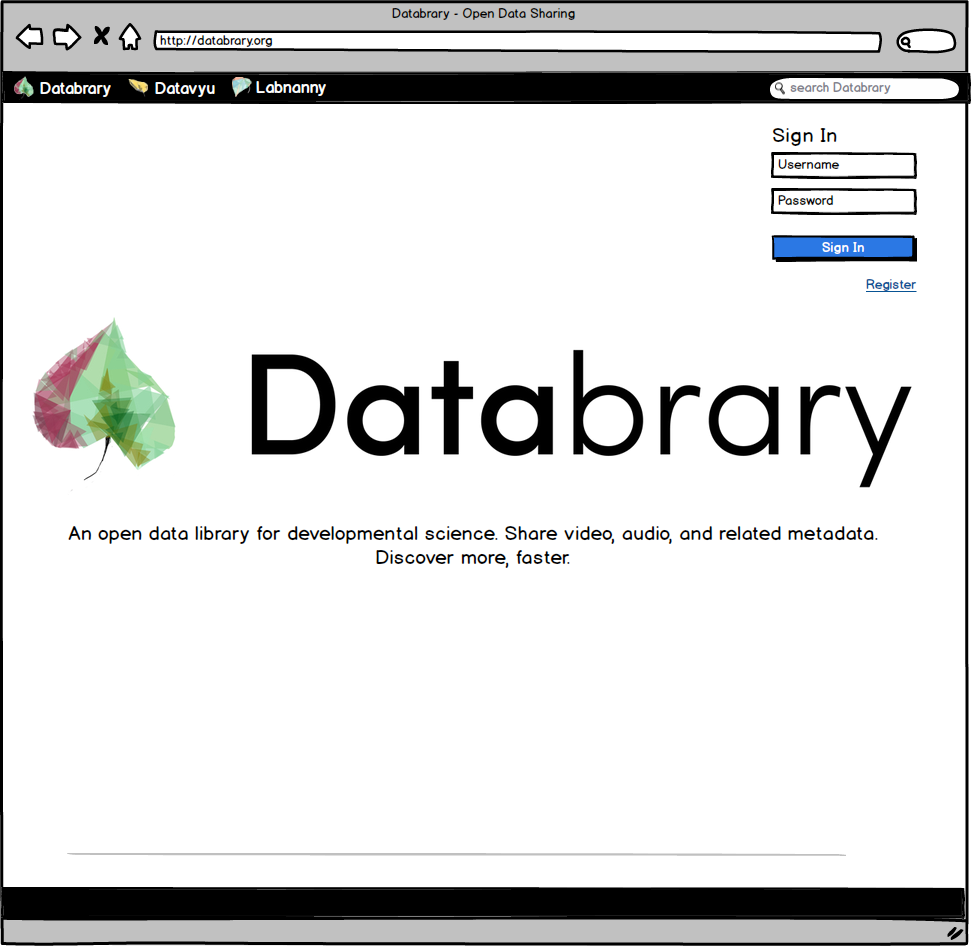 Databrary - Open Data Sharing
http://databrary.org
Databrary Datavyu Labnanny search Databrary
Sign In
Username
Password
Sign In
Register
Databrary
An open data library for developmental science. Share video, audio, and related metadata.
Discover more, faster.